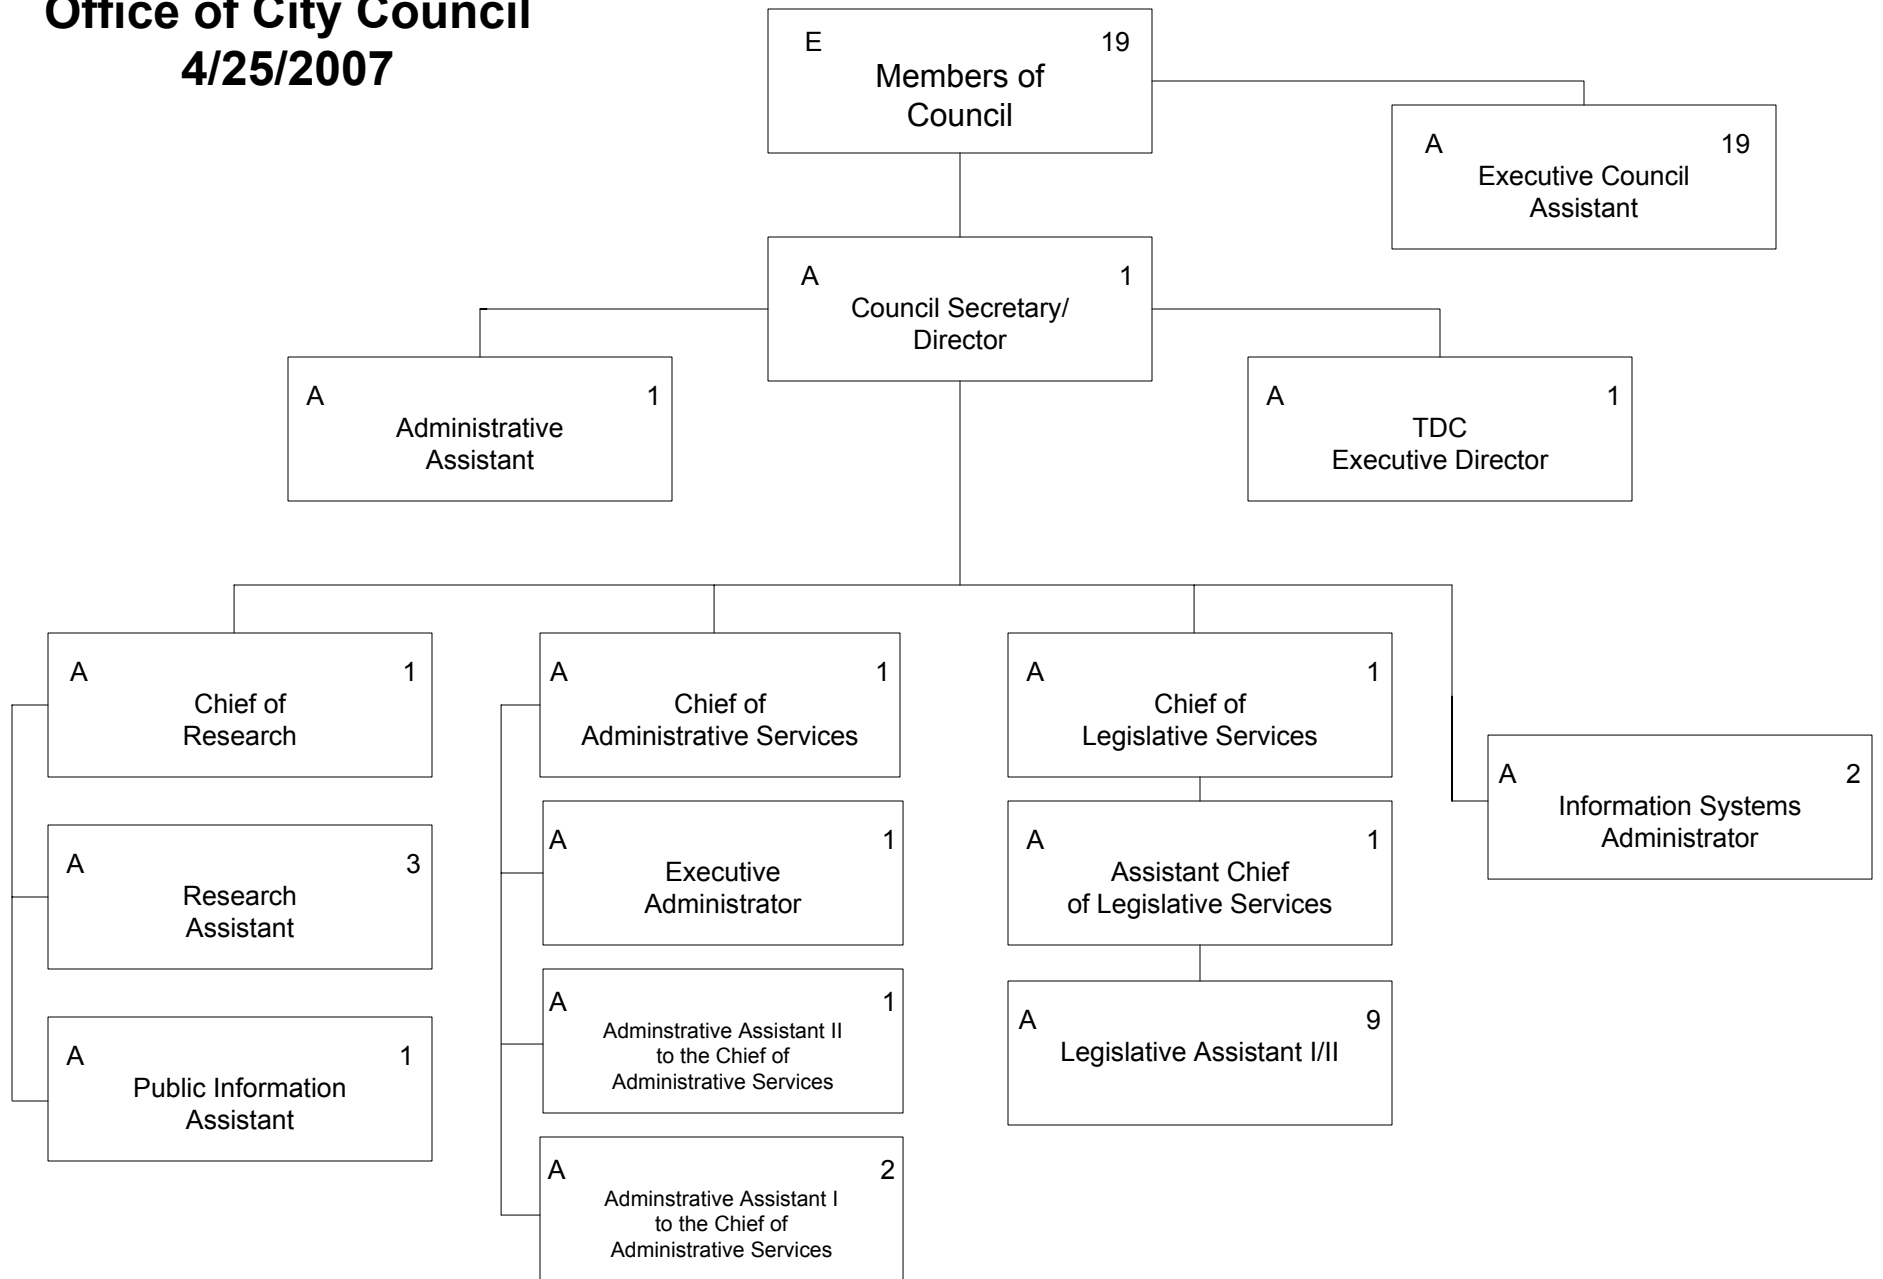 Office of City Council
4/25/2007
E 19
Members of
Council
A 19
Executive Council
Assistant
A 1
Council Secretary/
Director
A 1
Administrative
Assistant
A 1
TDC
Executive Director
A 1
Chief of
Research
A 3
Research
Assistant
A 1
Public Information
Assistant
A 1
Chief of
Administrative Services
A 1
Executive
Administrator
A 1
Adminstrative Assistant II
to the Chief of
Administrative Services
A 2
Adminstrative Assistant I
to the Chief of
Administrative Services
A 1
Chief of
Legislative Services
A 1
Assistant Chief
of Legislative Services
A 9
Legislative Assistant I/II
A 2
Information Systems
Administrator